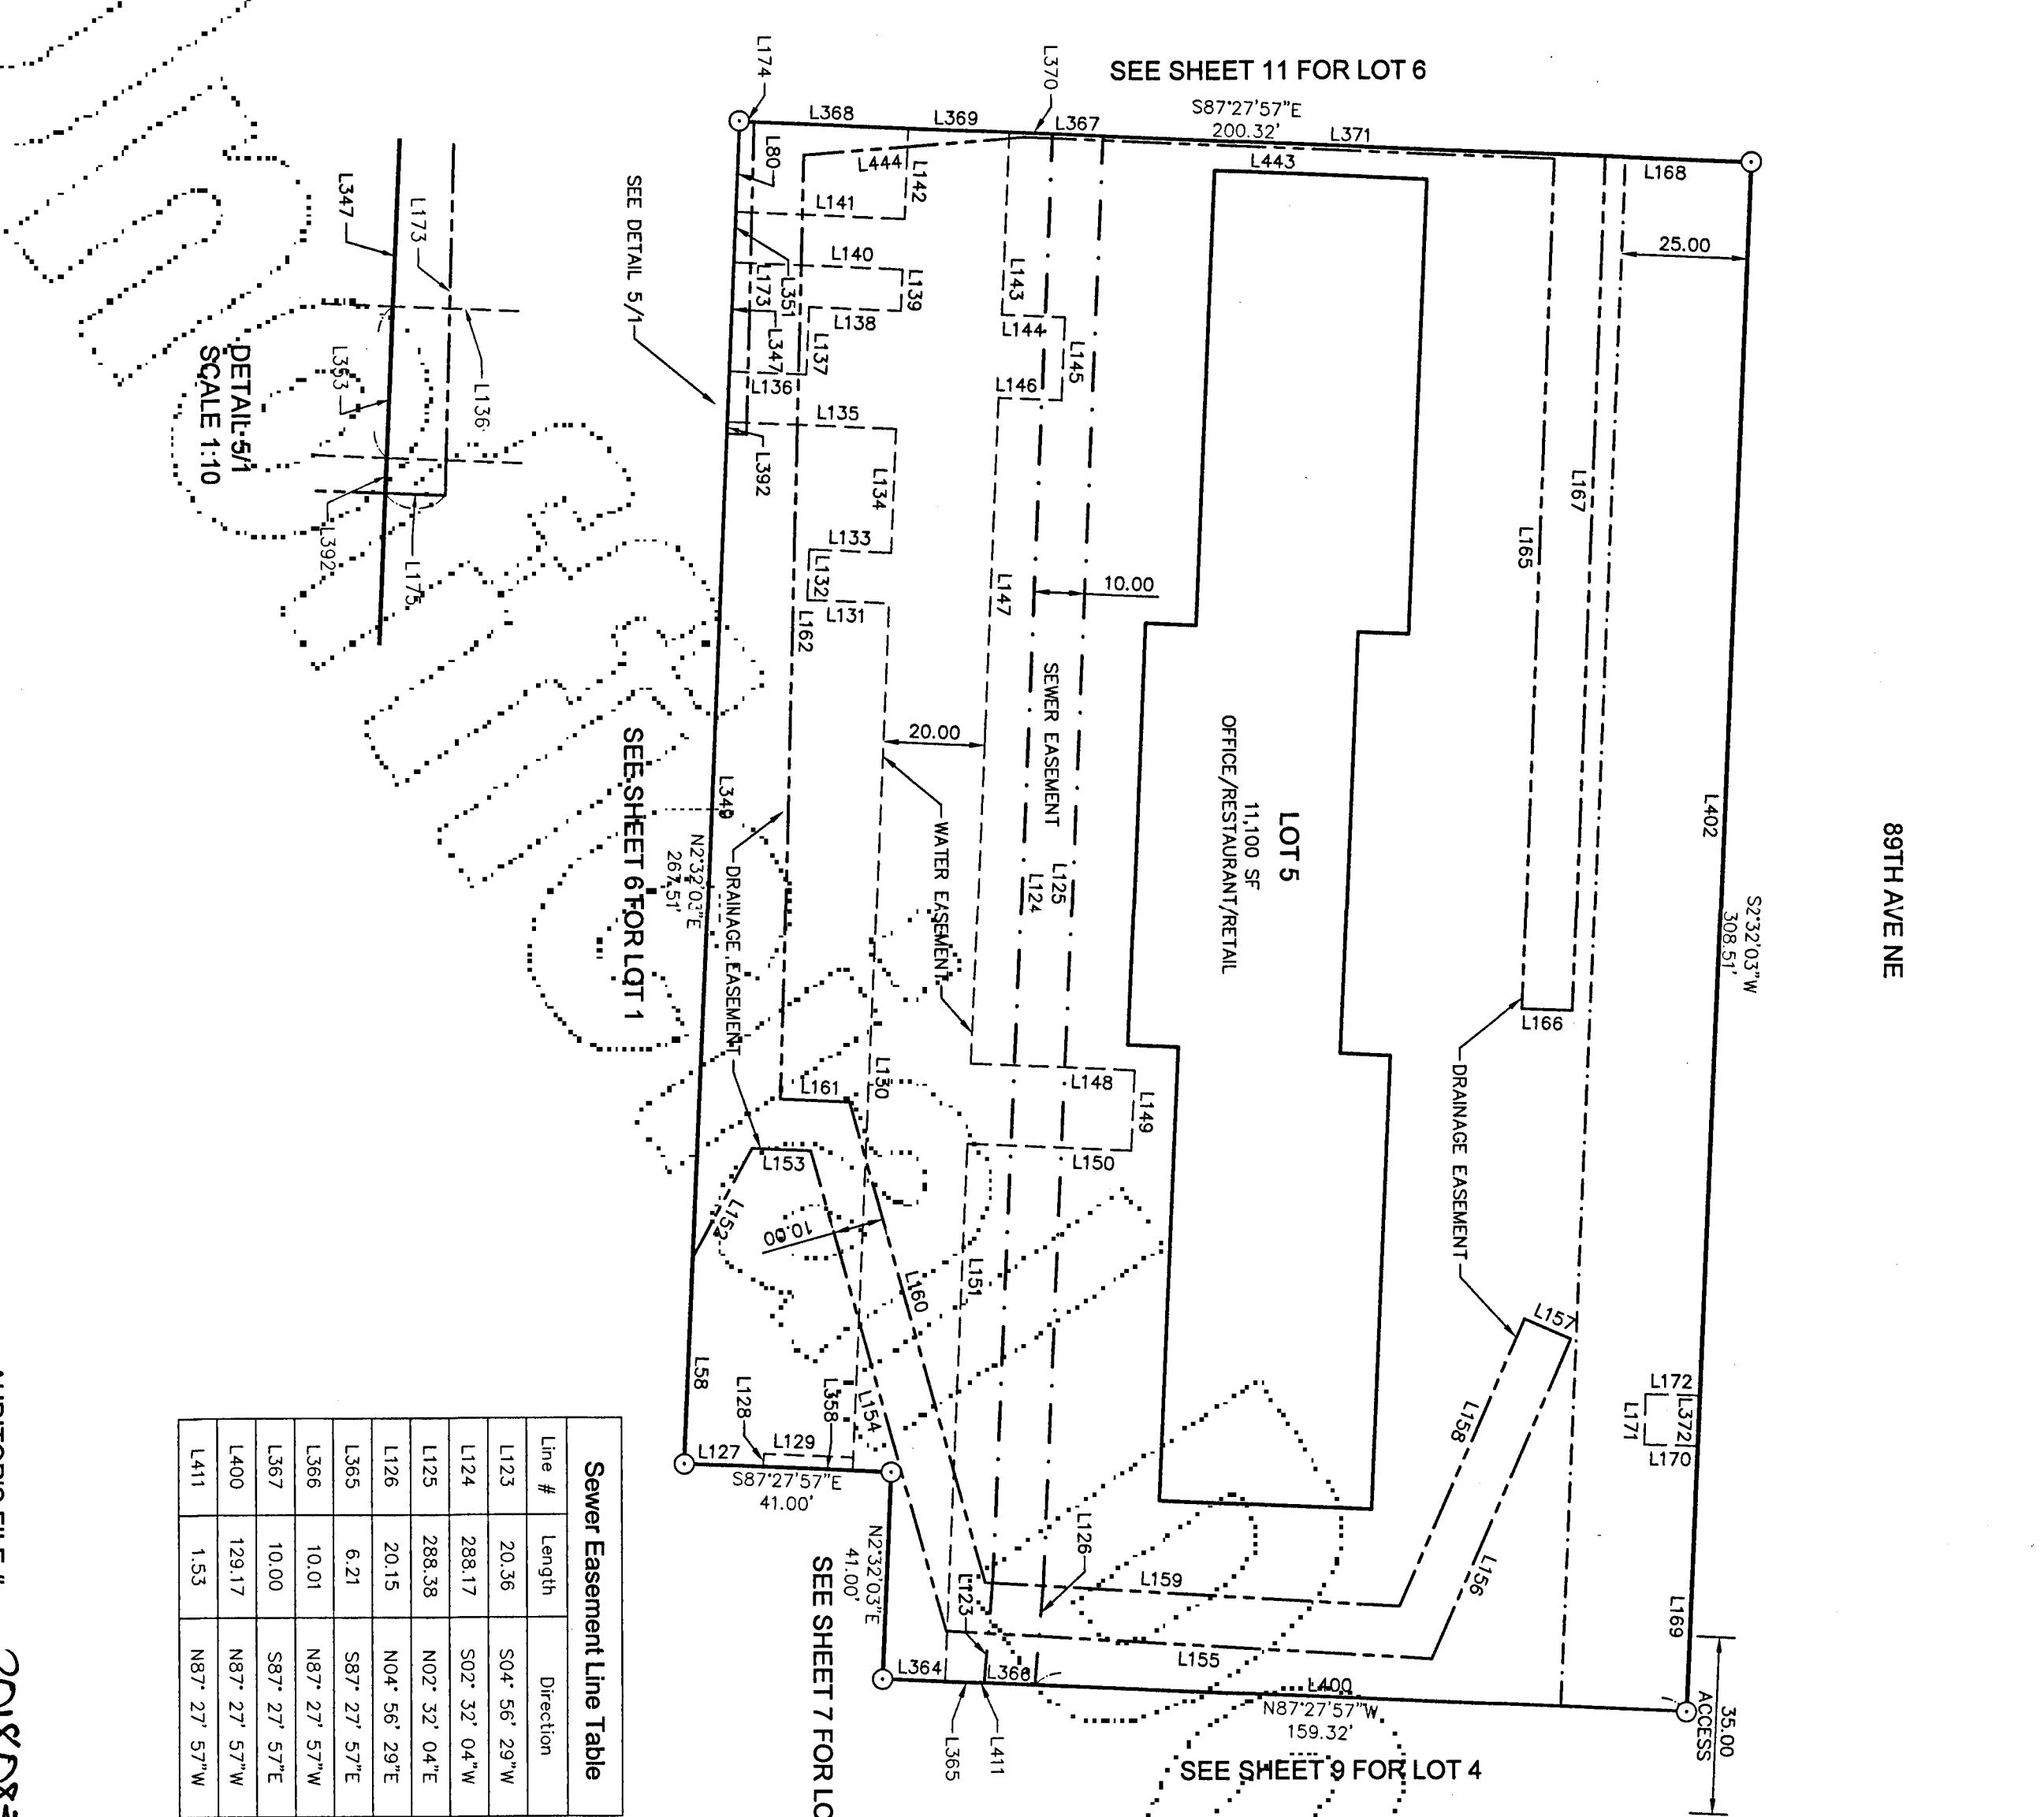 SEE SHEET 11 FOR LOT 6
S87°27'57"E
200.32'
L174
L370
L368
L369
L367
L371
L168
L80
L444
L142
L443
L141
25.00
L140
L139
L351
L173
L143
L138
L144
L347
L137
L145
L136
L146
L135
L392
L134
L133
L132
L131
L162
L147
10.00
L165
L167
SEE DETAIL 5/1
L347
L173
L353
L136
L392
L175
DETAIL 5/1
SCALE 1:10
20.00
SEWER EASEMENT
WATER EASEMENT
DRAINAGE EASEMENT
L349
N2°32'03"E
267.51'
SEE SHEET 6 FOR LOT 1
L124
L125
LOT 5
11,100 SF
OFFICE/RESTAURANT/RETAIL
L402
S2°32'03"W
308.51'
89TH AVE NE
L166
DRAINAGE EASEMENT
L130
L161
L148
L149
L150
L153
L152
10.00
L160
L151
L157
L158
L156
L172
L372
L171
L170
L58
L128
L358
L154
L129
L127
S87°27'57"E
41.00'
N2°32'03"E
41.00'
L126
L123
L159
L155
L169
L364
L366
L400
N87°27'57"W
159.32'
L365
L411
35.00
ACCESS
SEE SHEET 7 FOR LO
SEE SHEET 9 FOR LOT 4
Sewer Easement Line Table
Line # Length Direction
L123 20.36 S04° 56' 29"W
L124 288.17 S02° 32' 04"W
L125 288.38 N02° 32' 04"E
L126 20.15 N04° 56' 29"E
L365 6.21 S87° 27' 57"E
L366 10.01 N87° 27' 57"W
L367 10.00 S87° 27' 57"E
L400 129.17 N87° 27' 57"W
L411 1.53 N87° 27' 57"W